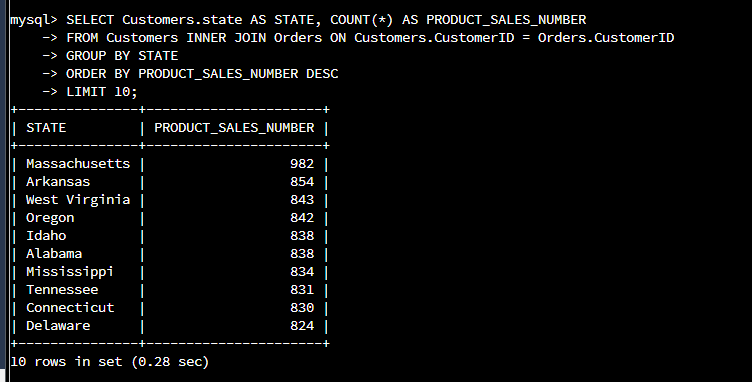 mysql> SELECT Customers.state AS STATE, COUNT(*) AS PRODUCT_SALES_NUMBER
    -> FROM Customers INNER JOIN Orders ON Customers.CustomerID = Orders.CustomerID
    -> GROUP BY STATE
    -> ORDER BY PRODUCT_SALES_NUMBER DESC
    -> LIMIT 10;
+---------------+----------------------+
| STATE         | PRODUCT_SALES_NUMBER |
+---------------+----------------------+
| Massachusetts |                  982 |
| Arkansas      |                  854 |
| West Virginia |                  843 |
| Oregon        |                  842 |
| Idaho         |                  838 |
| Alabama       |                  838 |
| Mississippi   |                  834 |
| Tennessee     |                  831 |
| Connecticut   |                  830 |
| Delaware      |                  824 |
+---------------+----------------------+
10 rows in set (0.28 sec)